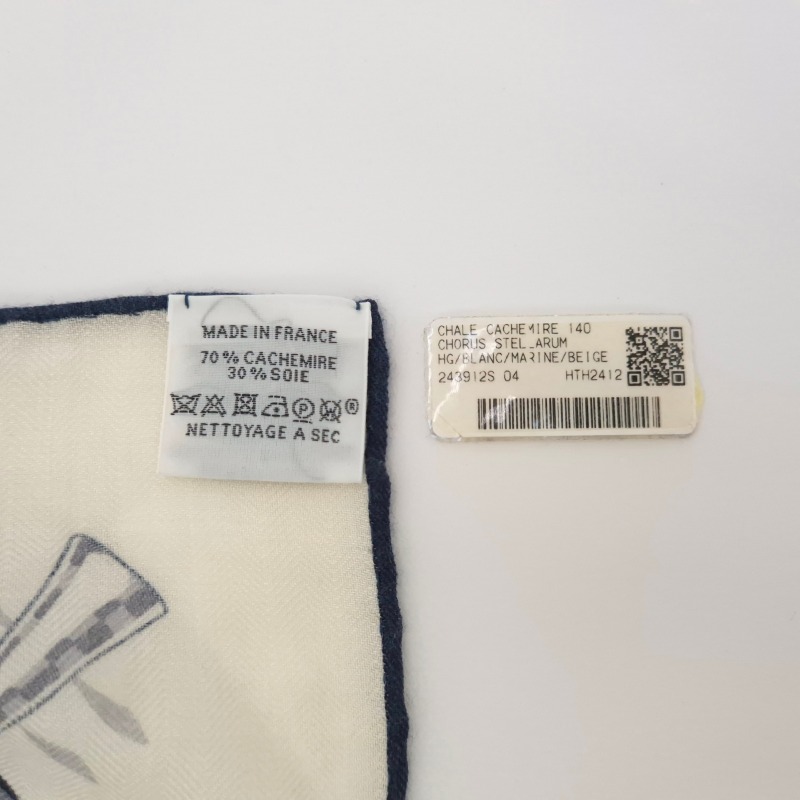 MADE IN FRANCE
70 % CACHEMIRE
30 % SOIE
®
NETTOYAGE A SEC
CHALE CACHEMIRE 140
CHORUS STEL_ARUM
HG/BLANC/MARINE/BEIGE
243912S 04 HTH2412